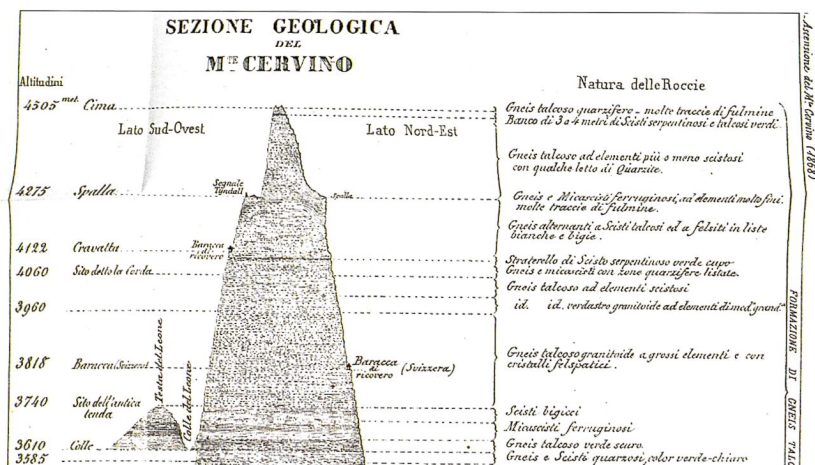 SEZIONE GEOLOGICA
DEL
MTE CERVINO
Altitudini
Natura delle Roccie
4505 met. Cima
Lato Sud-Ovest
Lato Nord-Est
Gneis talcoso quarzifero - molte traccie di fulmine
Banco di 3 a 4 metri di Scisti serpentinosi e talcosi verdi.
Gneis talcoso ad elementi più o meno scistosi
con qualche letto di Quarzite.
4275 Spalla
Segnale
Tyndall
Spalla
Gneis e Micascisti ferruginosi, ad elementi molto fini
molte traccie di fulmine.
Gneis alternanti a Scisti talcosi ed a felsiti in liste
bianche e bigie.
4122 Cravatta
Baracca
di
ricovero
Straterello di Scisto serpentinoso verde cupo
4060 Sito detto la Corda
Gneis e micascisti con zone quarzifere listate.
Gneis talcoso ad elementi scistosi
3960
id. id. verdastro granitoide ad elementi di med. grand.
3818 Baracca (Svizzera)
Baracca
di
ricovero
(Svizzera)
Gneis talcoso granitoide a grossi elementi e con
cristalli felspatici.
3740 Sito dell'antica
tenda
Testa del Leone
Colle del Leone
Scisti bigicci
Micascisti ferruginosi
3610 Colle
Gneis talcoso verde scuro.
3585
Gneis e Scisti quarzosi, color verde-chiaro
Ascensione del Mte Cervino (1868)
FORMAZIONE DI GNEIS